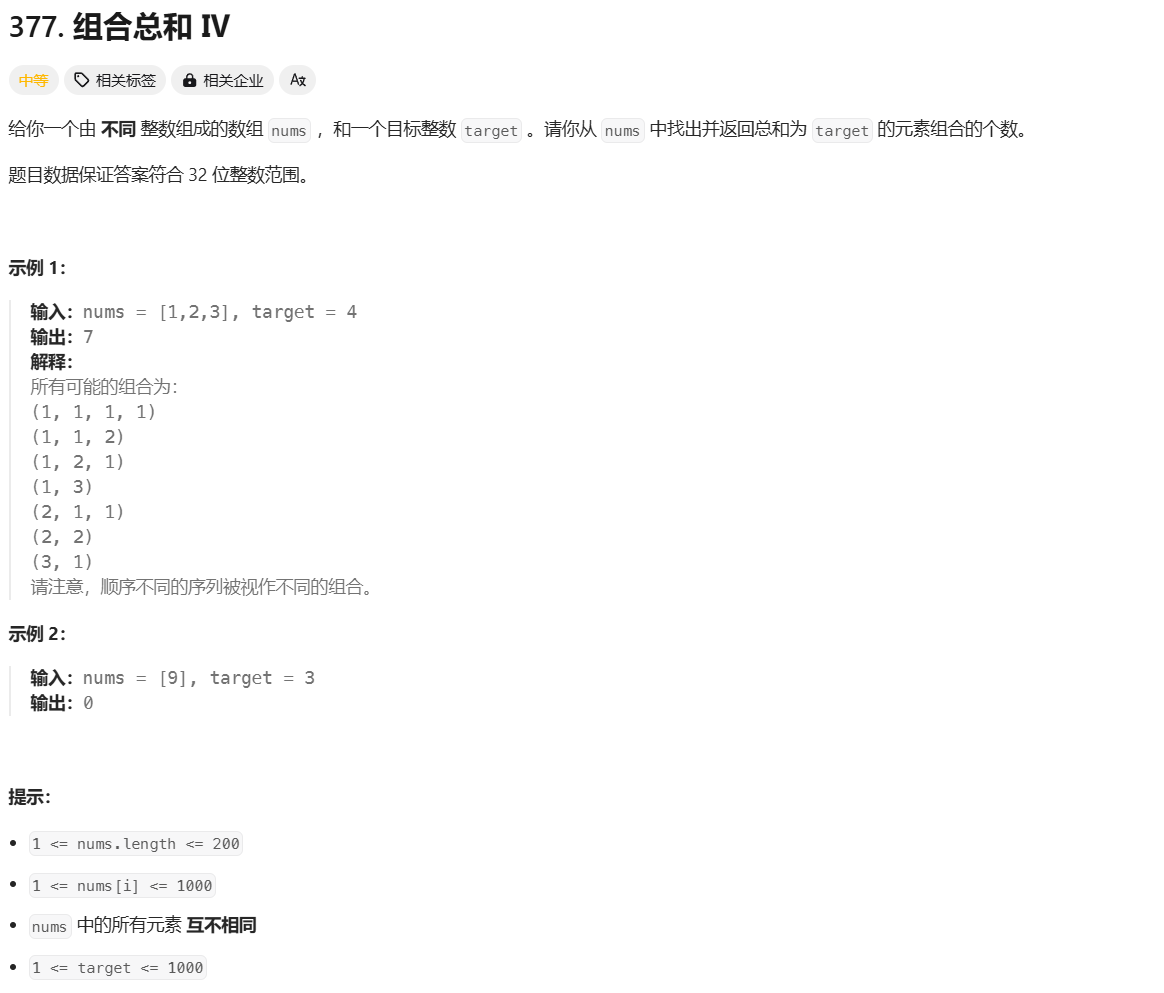 377. 组合总和 Ⅳ
中等 相关标签 相关企业 Aえ
给你一个由 不同 整数组成的数组 nums ，和一个目标整数 target 。请你从 nums 中找出并返回总和为 target 的元素组合的个数。
题目数据保证答案符合 32 位整数范围。
示例 1：
输入：nums = [1,2,3], target = 4
输出：7
解释：
所有可能的组合为：
(1, 1, 1, 1)
(1, 1, 2)
(1, 2, 1)
(1, 3)
(2, 1, 1)
(2, 2)
(3, 1)
请注意，顺序不同的序列被视作不同的组合。
示例 2：
输入：nums = [9], target = 3
输出：0
提示：
1 <= nums.length <= 200
1 <= nums[i] <= 1000
nums 中的所有元素 互不相同
1 <= target <= 1000